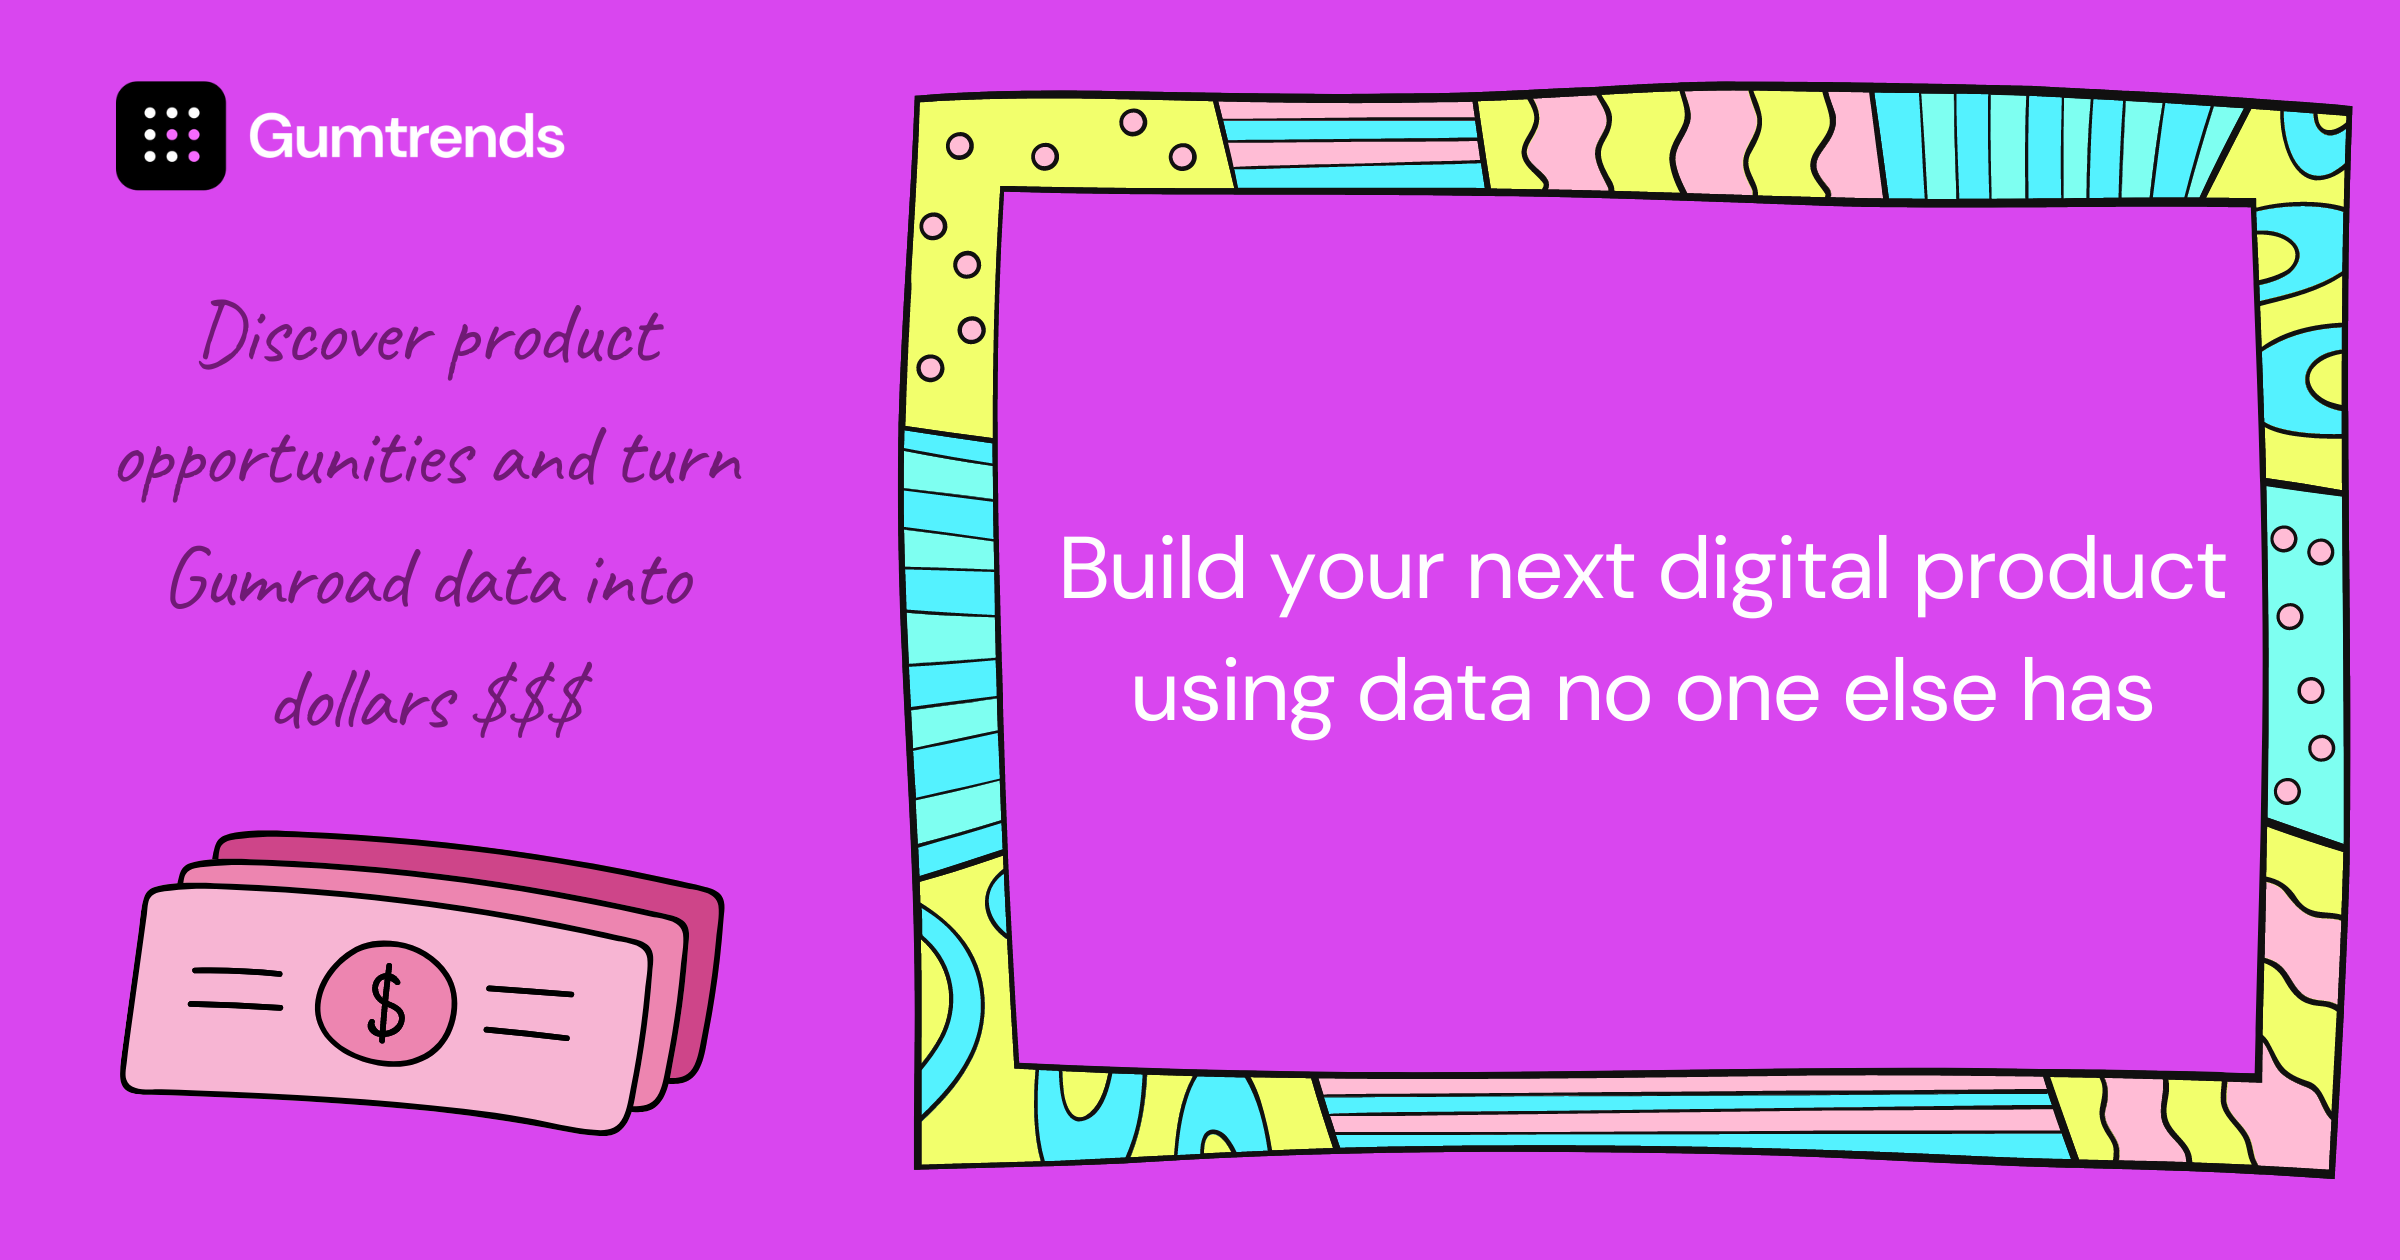 Gumtrends
Discover product
opportunities and turn
Gumroad data into
dollars $$$
$
Build your next digital product
using data no one else has